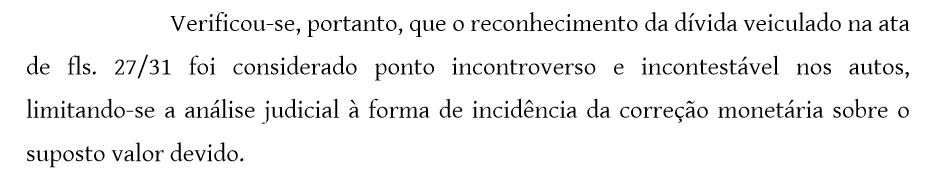 Verificou-se, portanto, que o reconhecimento da dívida veiculado na ata
de fls. 27/31 foi considerado ponto incontroverso e incontestável nos autos,
limitando-se a análise judicial à forma de incidência da correção monetária sobre o
suposto valor devido.